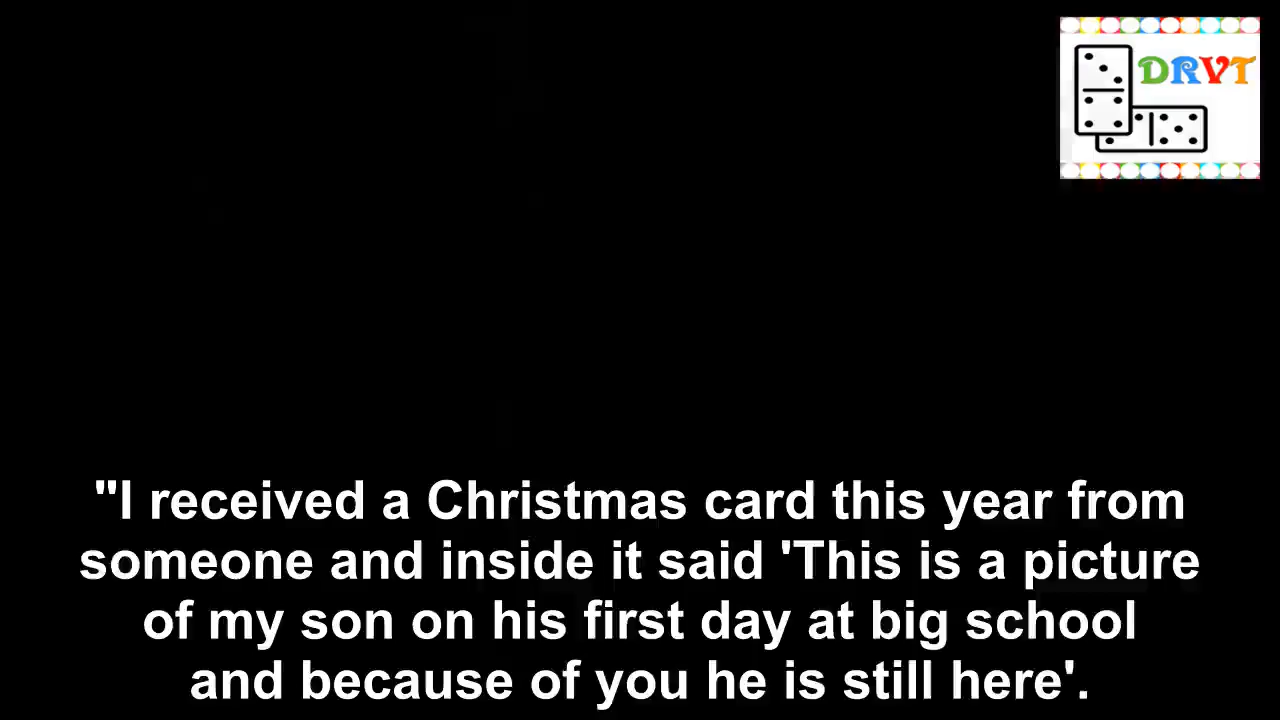 DRVT
"I received a Christmas card this year from
someone and inside it said 'This is a picture
of my son on his first day at big school
and because of you he is still here'.